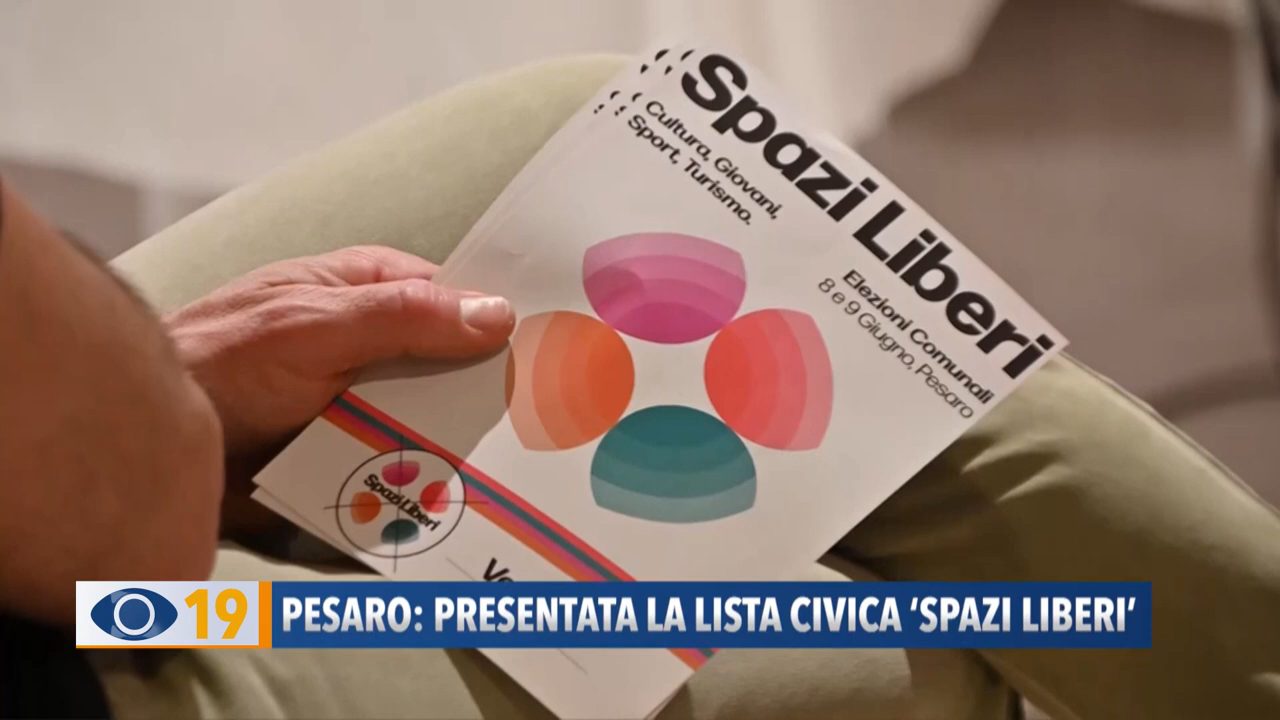 Spazi Liberi
Cultura, Giovani,
Sport, Turismo.
Elezioni Comunali
8 e 9 Giugno, Pesaro
Spazi Liberi
19
PESARO: PRESENTATA LA LISTA CIVICA ‘SPAZI LIBERI’